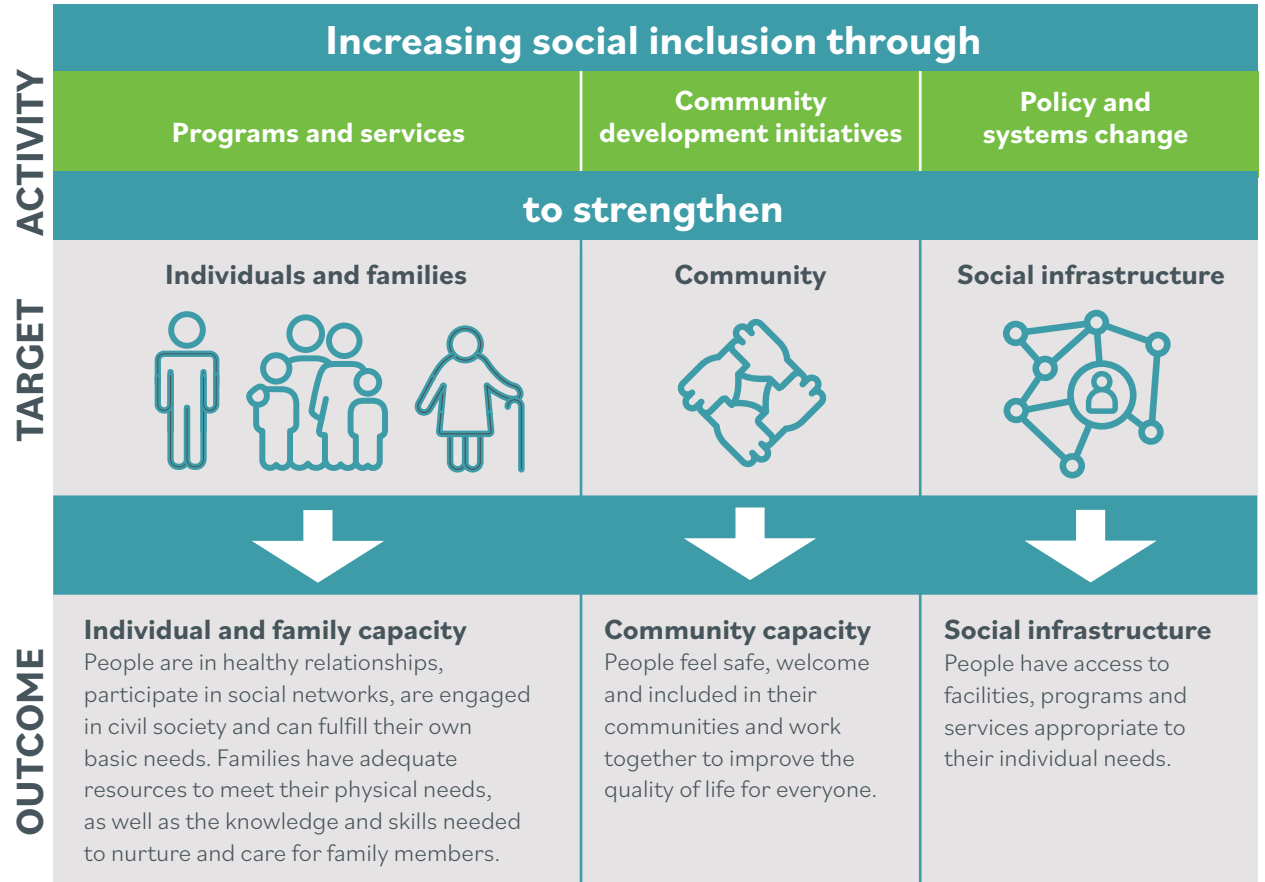 ACTIVITY
Increasing social inclusion through
Programs and services
Community
development initiatives
Policy and
systems change
to strengthen
TARGET
Individuals and families
Community
Social infrastructure
OUTCOME
Individual and family capacity
People are in healthy relationships,
participate in social networks, are engaged
in civil society and can fulfill their own
basic needs. Families have adequate
resources to meet their physical needs,
as well as the knowledge and skills needed
to nurture and care for family members.
Community capacity
People feel safe, welcome
and included in their
communities and work
together to improve the
quality of life for everyone.
Social infrastructure
People have access to
facilities, programs and
services appropriate to
their individual needs.